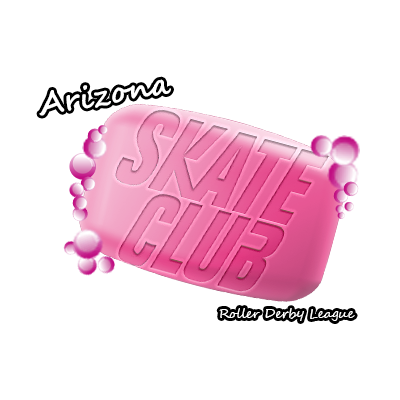 Arizona
SKATE
CLUB
Roller Derby League